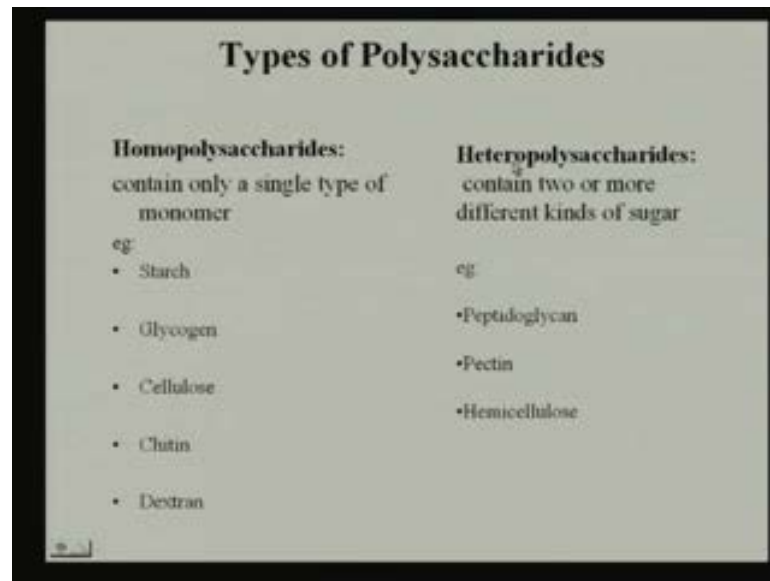 Types of Polysaccharides
Homopolysaccharides:
contain only a single type of
monomer
eg:
• Starch
• Glycogen
• Cellulose
• Chitin
• Dextran
Heteropolysaccharides:
contain two or more
different kinds of sugar
eg
•Peptidoglycan
•Pectin
•Hemicellulose